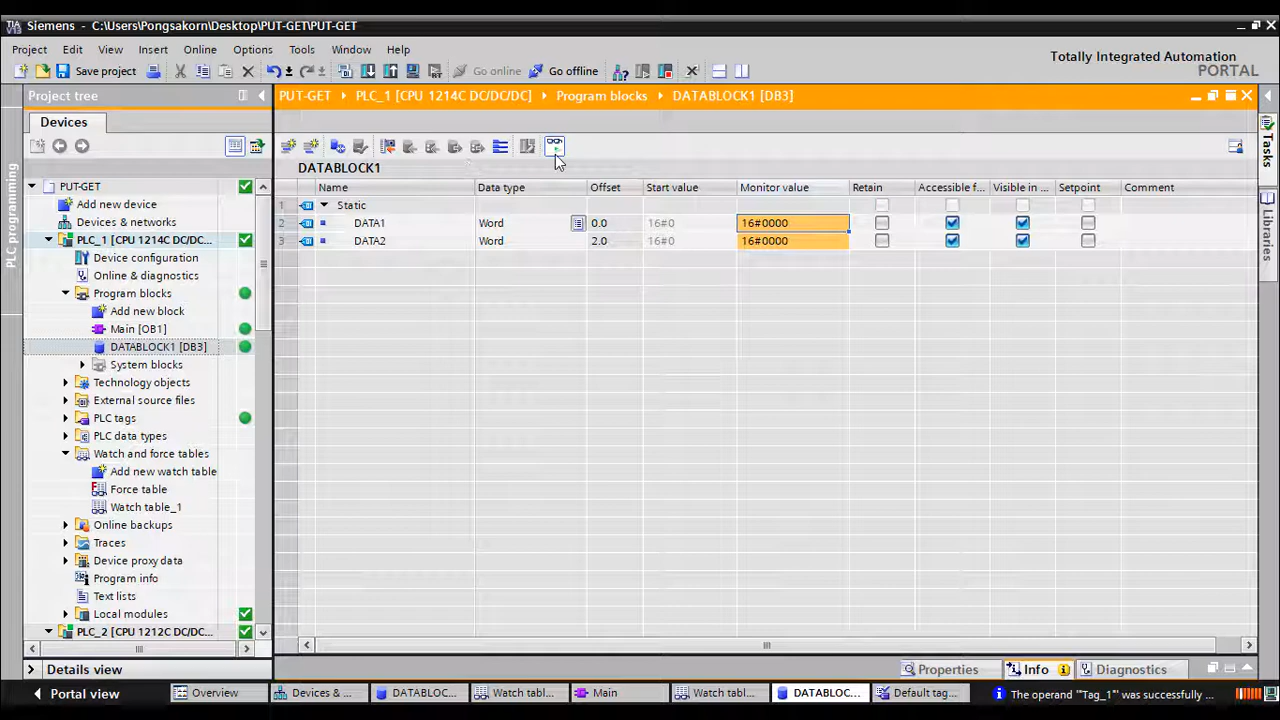 TIA V13 Siemens - C:\Users\Pongsakorn\Desktop\PUT-GET\PUT-GET
Project Edit View Insert Online Options Tools Window Help
Totally Integrated Automation
PORTAL
Save project Go online Go offline
Project tree
PUT-GET PLC_1 [CPU 1214C DC/DC/DC] Program blocks DATABLOCK1 [DB3]
Devices
Tasks
Libraries
PLC programming
DATABLOCK1
Name Data type Offset Start value Monitor value Retain Accessible f... Visible in ... Setpoint Comment
1 Static
2 DATA1 Word 0.0 16#0 16#0000
3 DATA2 Word 2.0 16#0 16#0000
PUT-GET
Add new device
Devices & networks
PLC_1 [CPU 1214C DC/DC...
Device configuration
Online & diagnostics
Program blocks
Add new block
Main [OB1]
DATABLOCK1 [DB3]
System blocks
Technology objects
External source files
PLC tags
PLC data types
Watch and force tables
Add new watch table
Force table
Watch table_1
Online backups
Traces
Device proxy data
Program info
Text lists
Local modules
PLC_2 [CPU 1212C DC/DC...
Details view
Properties Info Diagnostics
Portal view Overview Devices & ... DATABLOC... Watch tabl... Main Watch tabl... DATABLOC... Default tag... The operand "Tag_1" was successfully ...